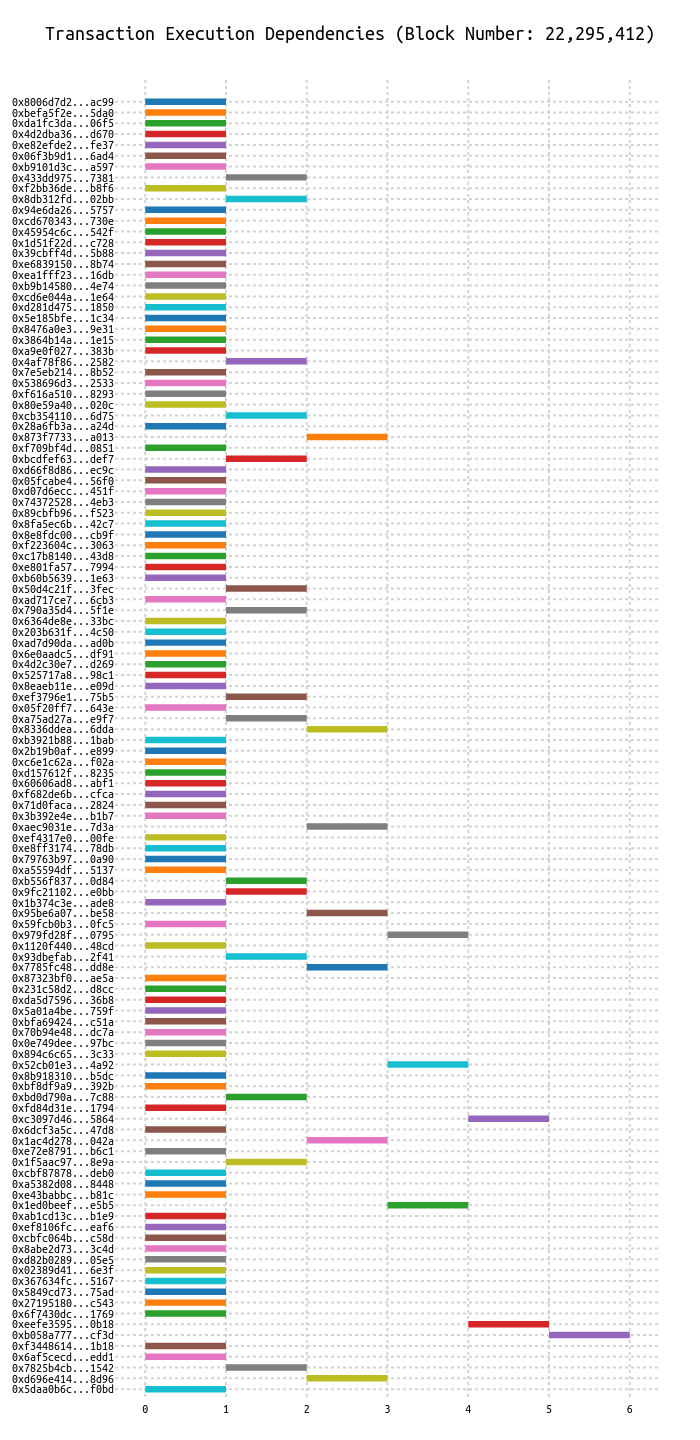 Transaction Execution Dependencies (Block Number: 22,295,412)
0x8006d7d2...ac99
0xbefa5f2e...5da0
0xda1fc3da...06f5
0x4d2dba36...d670
0xe82efde2...fe37
0x06f3b9d1...6ad4
0xb9101d3c...a597
0x433dd975...7381
0xf2bb36de...b8f6
0x8db312fd...02bb
0x94e6da26...5757
0xcd670343...730e
0x45954c6c...542f
0x1d51f22d...c728
0x39cbff4d...5b88
0xe6839150...8b74
0xea1fff23...16db
0xb9b14580...4e74
0xcd6e044a...1e64
0xd281d475...1850
0x5e185bfe...1c34
0x8476a0e3...9e31
0x3864b14a...1e15
0xa9e0f027...383b
0x4af78f86...2582
0x7e5eb214...8b52
0x538696d3...2533
0xf616a510...8293
0x80e59a40...020c
0xcb354110...6d75
0x28a6fb3a...a24d
0x873f7733...a013
0xf709bf4d...0851
0xbcdfef63...def7
0xd66f8d86...ec9c
0x05fcabe4...56f0
0xd07d6ecc...451f
0x74372528...4eb3
0x89cbfb96...f523
0x8fa5ec6b...42c7
0x8e8fdc00...cb9f
0xf223604c...3063
0xc17b8140...43d8
0xe801fa57...7994
0xb60b5639...1e63
0x50d4c21f...3fec
0xad717ce7...6cb3
0x790a35d4...5f1e
0x6364de8e...33bc
0x203b631f...4c50
0xad7d90da...ad0b
0x6e0aadc5...df91
0x4d2c30e7...d269
0x525717a8...98c1
0x8eaeb11e...e09d
0xef3796e1...75b5
0x05f20ff7...643e
0xa75ad27a...e9f7
0x8336ddea...6dda
0xb3921b88...1bab
0x2b19b0af...e899
0xc6e1c62a...f02a
0xd157612f...8235
0x60606ad8...abf1
0xf682de6b...cfca
0x71d0faca...2824
0x3b392e4e...b1b7
0xaec9031e...7d3a
0xef4317e0...00fe
0xe8ff3174...78db
0x79763b97...0a90
0xa55594df...5137
0xb556f837...0d84
0x9fc21102...e0bb
0x1b374c3e...ade8
0x95be6a07...be58
0x59fcb0b3...0fc5
0x979fd28f...0795
0x1120f440...48cd
0x93dbefab...2f41
0x7785fc48...dd8e
0x87323bf0...ae5a
0x231c58d2...d8cc
0xda5d7596...36b8
0x5a01a4be...759f
0xbfa69424...c51a
0x70b94e48...dc7a
0x0e749dee...97bc
0x894c6c65...3c33
0x52cb01e3...4a92
0x8b918310...b5dc
0xbf8df9a9...392b
0xbd0d790a...7c88
0xfd84d31e...1794
0xc3097d46...5864
0x6dcf3a5c...47d8
0x1ac4d278...042a
0xe72e8791...b6c1
0x1f5aac97...8e9a
0xcbf87878...deb0
0xa5382d08...8448
0xe43babbc...b81c
0x1ed0beef...e5b5
0xab1cd13c...b1e9
0xef8106fc...eaf6
0xcbfc064b...c58d
0x8abe2d73...3c4d
0xd82b0289...05e5
0x02389d41...6e3f
0x367634fc...5167
0x5849cd73...75ad
0x27195180...c543
0x6f7430dc...1769
0xeefe3595...0b18
0xb058a777...cf3d
0xf3448614...1b18
0x6af5cecd...edd1
0x7825b4cb...1542
0xd696e414...8d96
0x5daa0b6c...f0bd
0 1 2 3 4 5 6